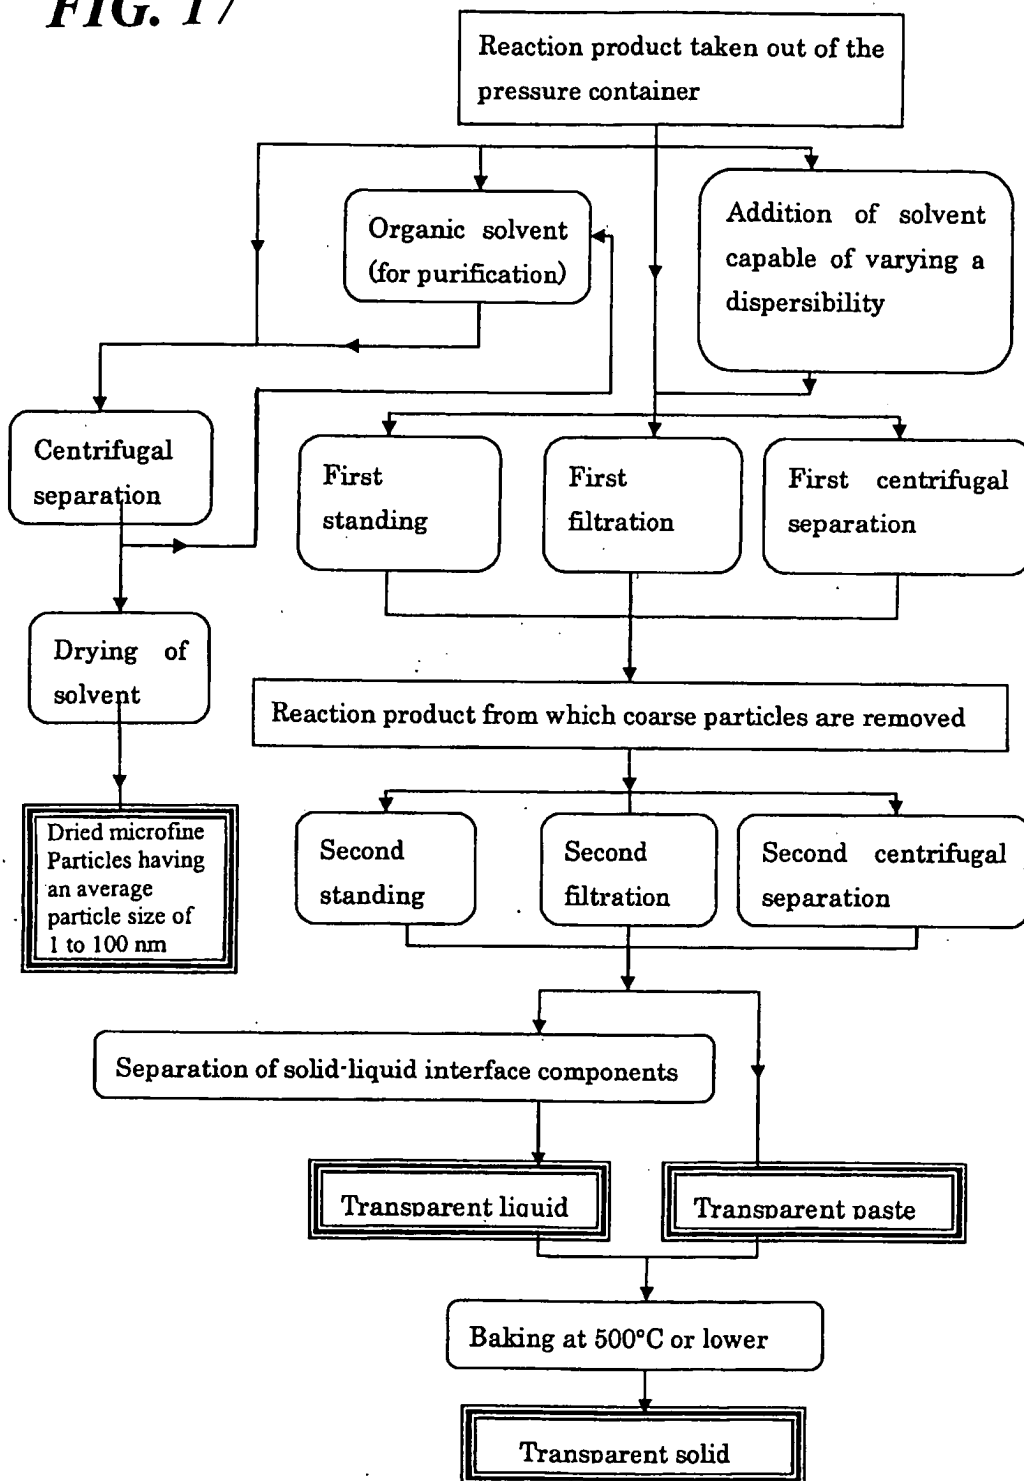 FIG. 17
Reaction product taken out of the
pressure container
Organic solvent
(for purification)
Addition of solvent
capable of varying a
dispersibility
Centrifugal
separation
First
standing
First
filtration
First centrifugal
separation
Drying of
solvent
Reaction product from which coarse particles are removed
Dried microfine
Particles having
an average
particle size of
1 to 100 nm
Second
standing
Second
filtration
Second centrifugal
separation
Separation of solid-liquid interface components
Transparent liquid
Transparent paste
Baking at 500°C or lower
Transparent solid